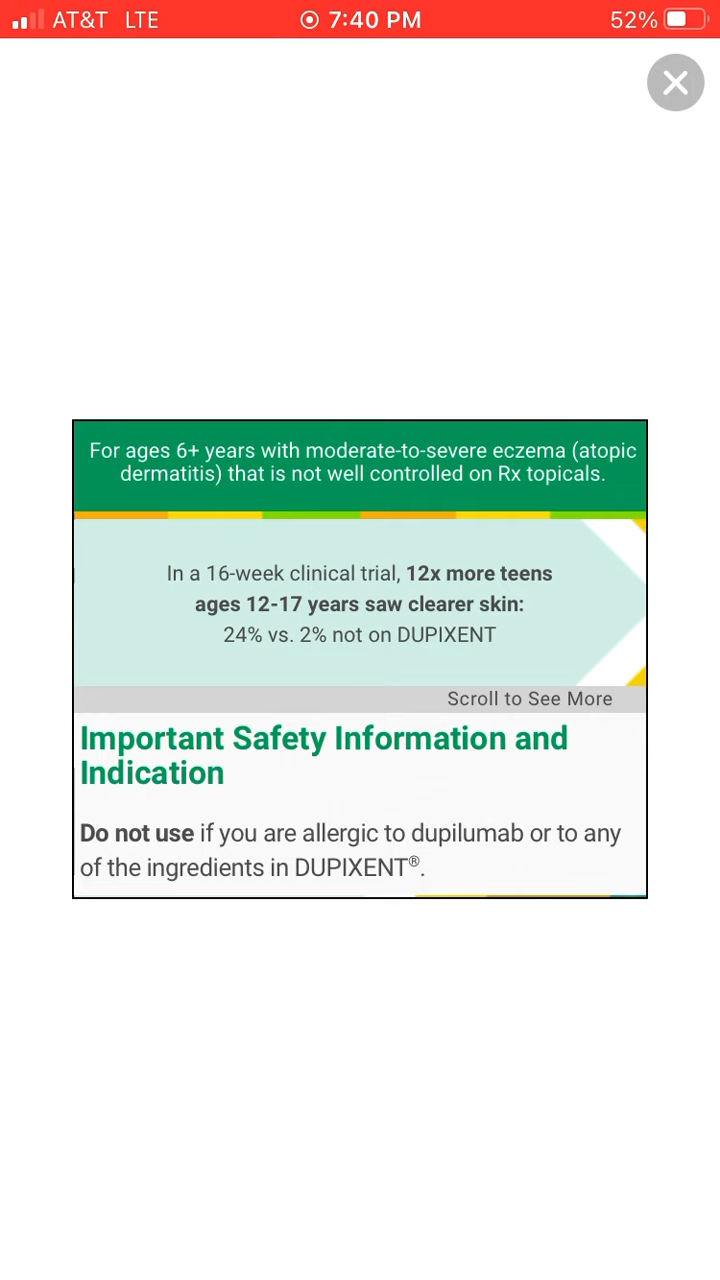 AT&T LTE 7:40 PM 52%
For ages 6+ years with moderate-to-severe eczema (atopic
dermatitis) that is not well controlled on Rx topicals.
In a 16-week clinical trial, 12x more teens
ages 12-17 years saw clearer skin:
24% vs. 2% not on DUPIXENT
Scroll to See More
Important Safety Information and
Indication
Do not use if you are allergic to dupilumab or to any
of the ingredients in DUPIXENT®.